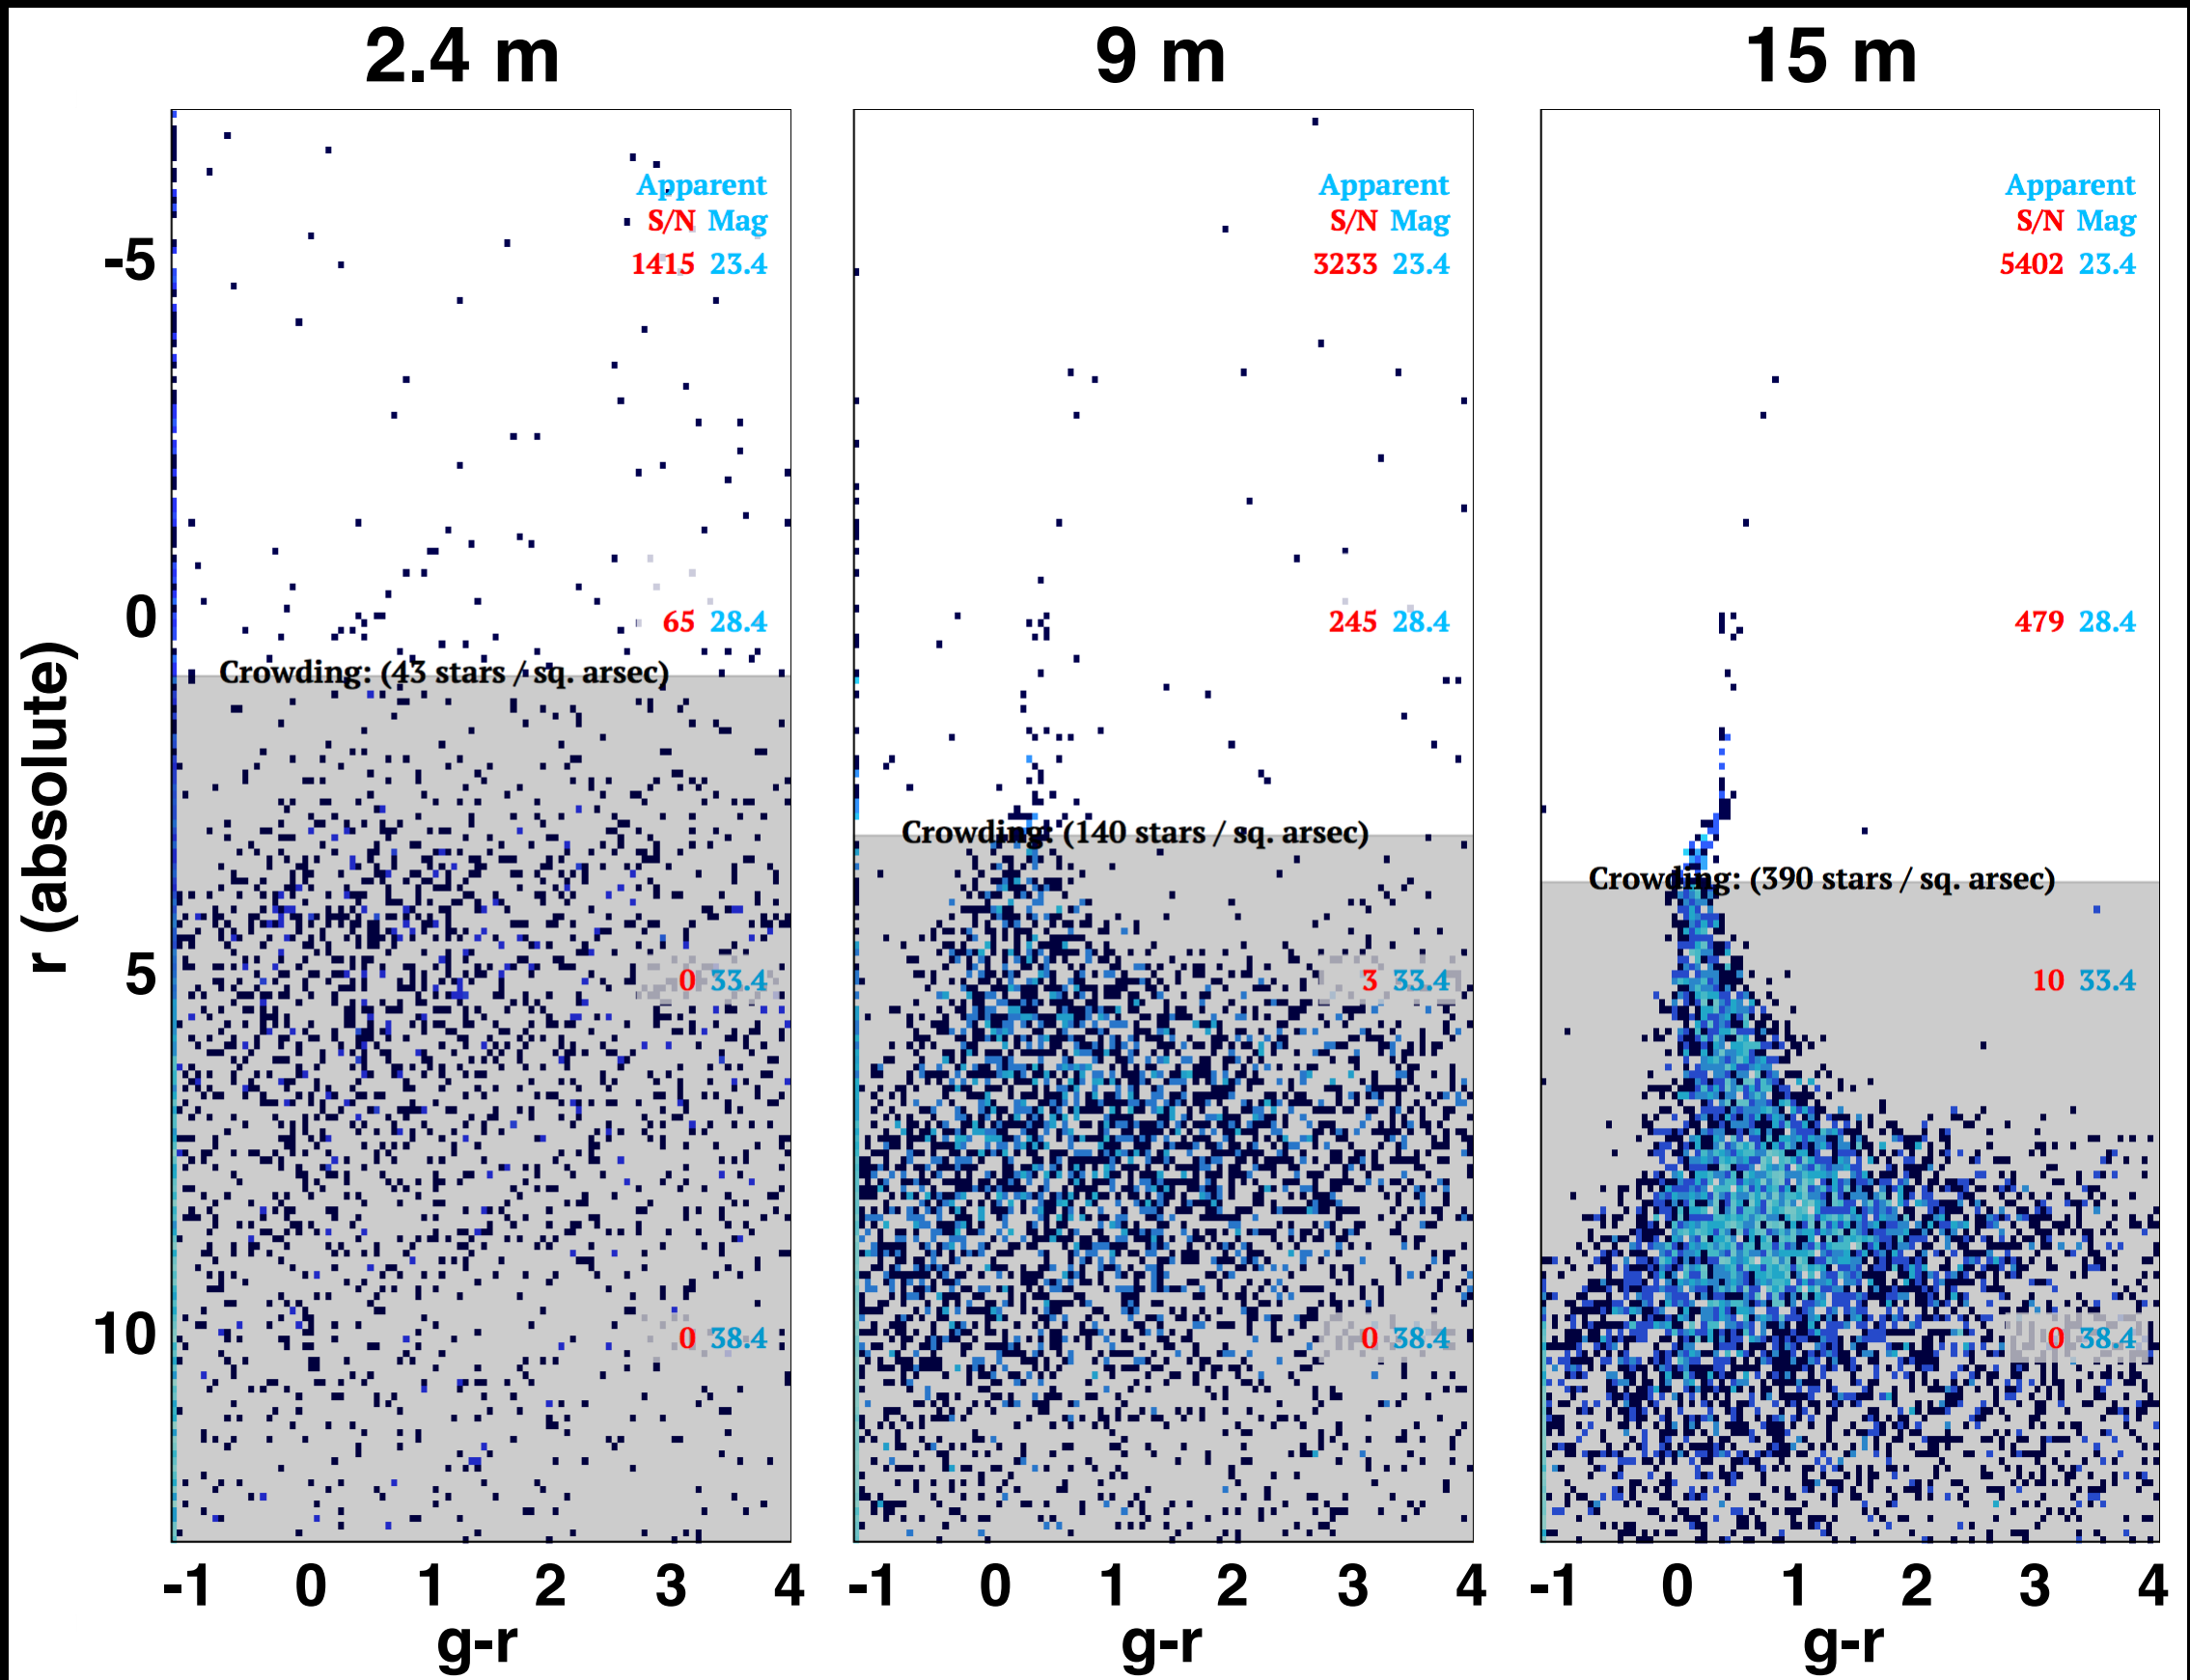 2.4 m
9 m
15 m
Apparent
S/N Mag
1415 23.4
65 28.4
Crowding: (43 stars / sq. arsec)
0 33.4
0 38.4
Apparent
S/N Mag
3233 23.4
245 28.4
Crowding: (140 stars / sq. arsec)
3 33.4
0 38.4
Apparent
S/N Mag
5402 23.4
479 28.4
Crowding: (390 stars / sq. arsec)
10 33.4
0 38.4
r (absolute)
-5
0
5
10
-1 0 1 2 3 4
-1 0 1 2 3 4
-1 0 1 2 3 4
g-r
g-r
g-r